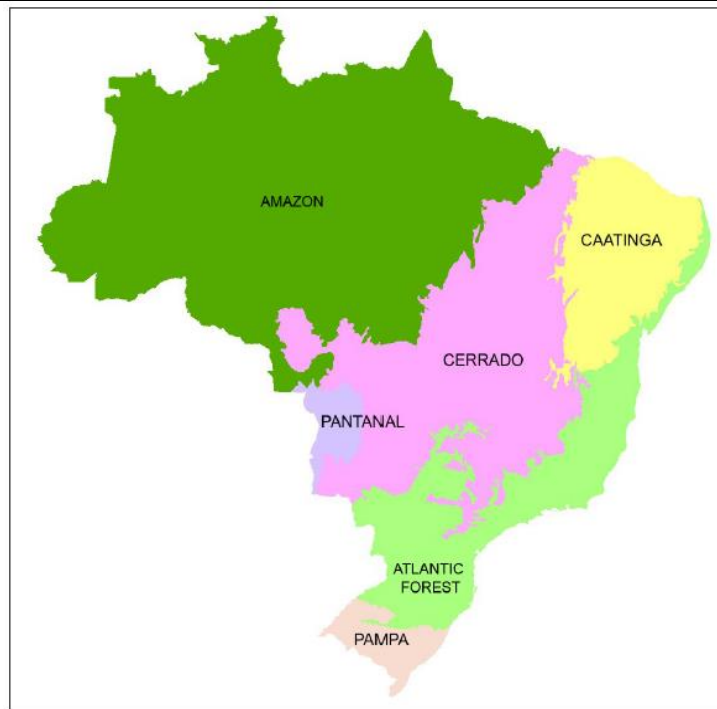 AMAZON
CAATINGA
CERRADO
PANTANAL
ATLANTIC
FOREST
PAMPA